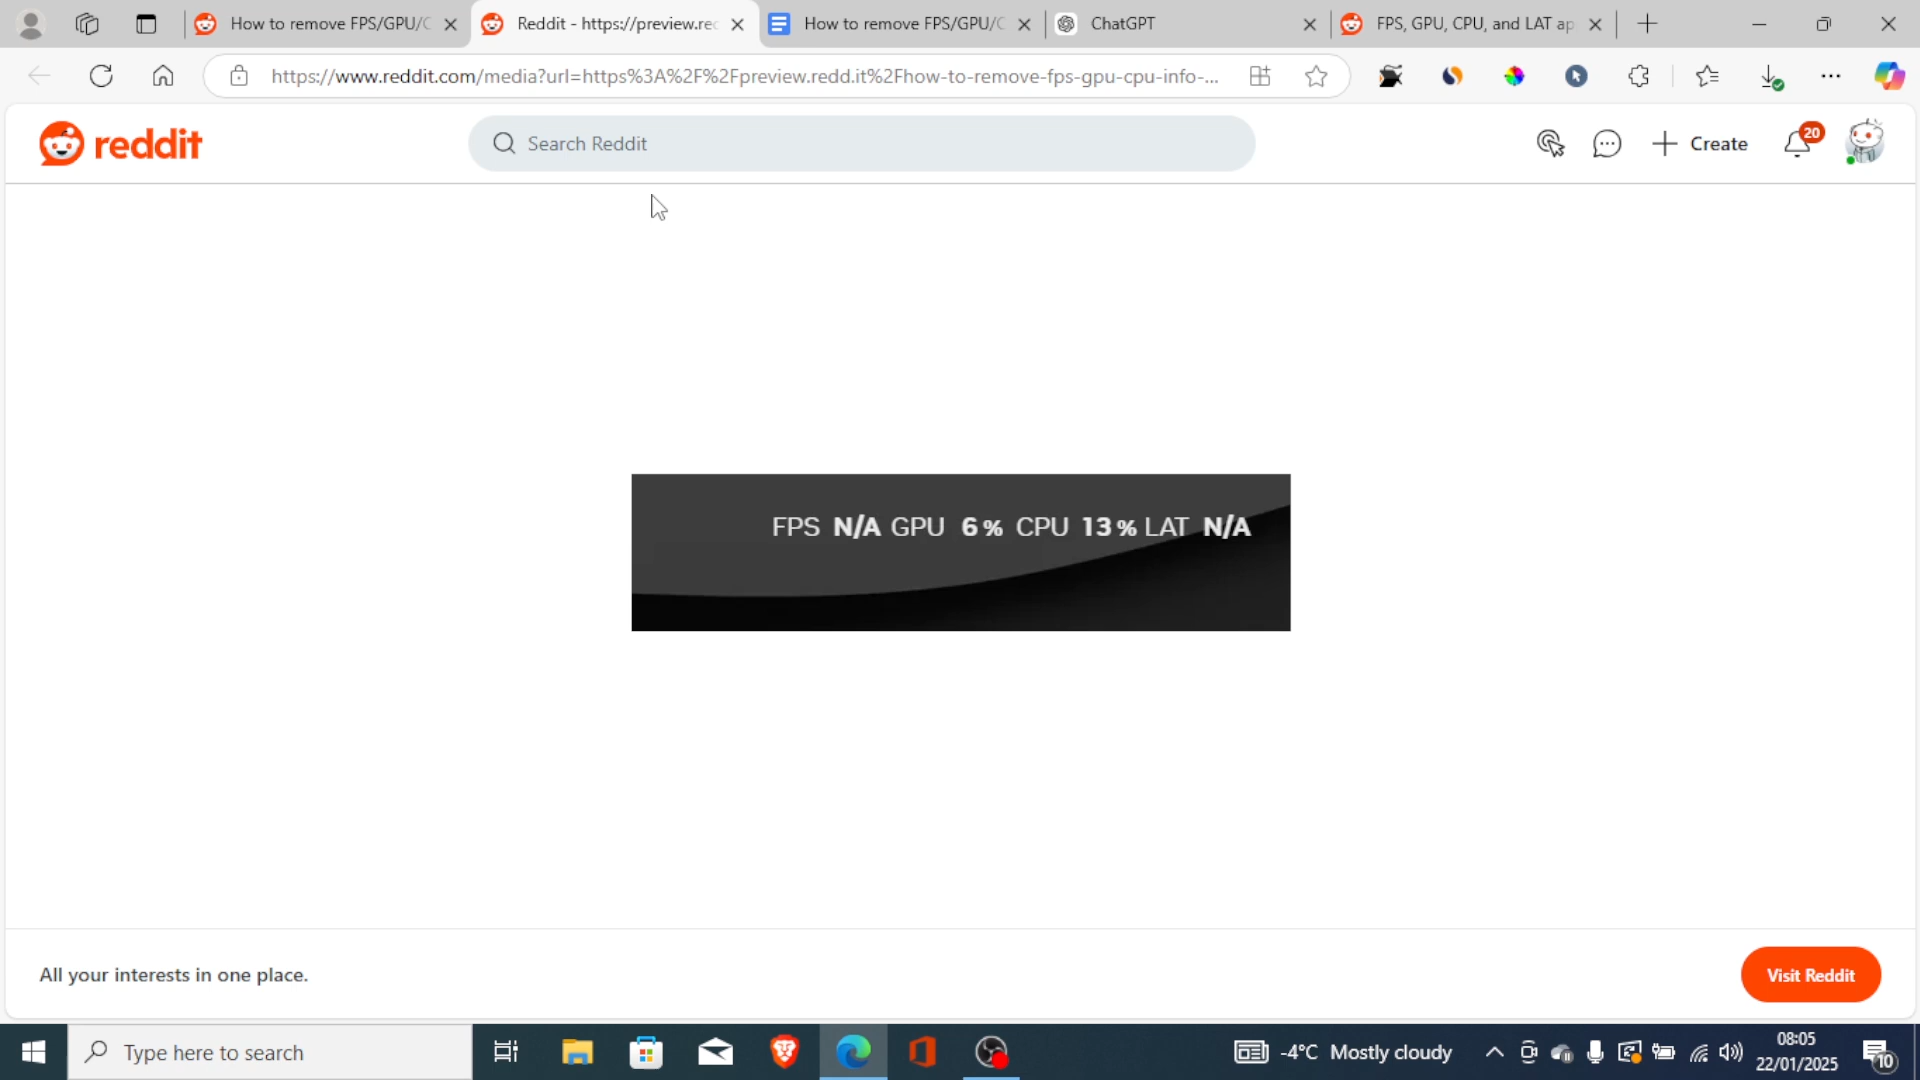 How to remove FPS/GPU/C
Reddit - https://preview.rec
How to remove FPS/GPU/C
ChatGPT
FPS, GPU, CPU, and LAT ap
https://www.reddit.com/media?url=https%3A%2F%2Fpreview.redd.it%2Fhow-to-remove-fps-gpu-cpu-info-...
reddit
Search Reddit
Create
20
FPS N/A GPU 6% CPU 13% LAT N/A
All your interests in one place.
Visit Reddit
Type here to search
-4°C Mostly cloudy
08:05
22/01/2025
10